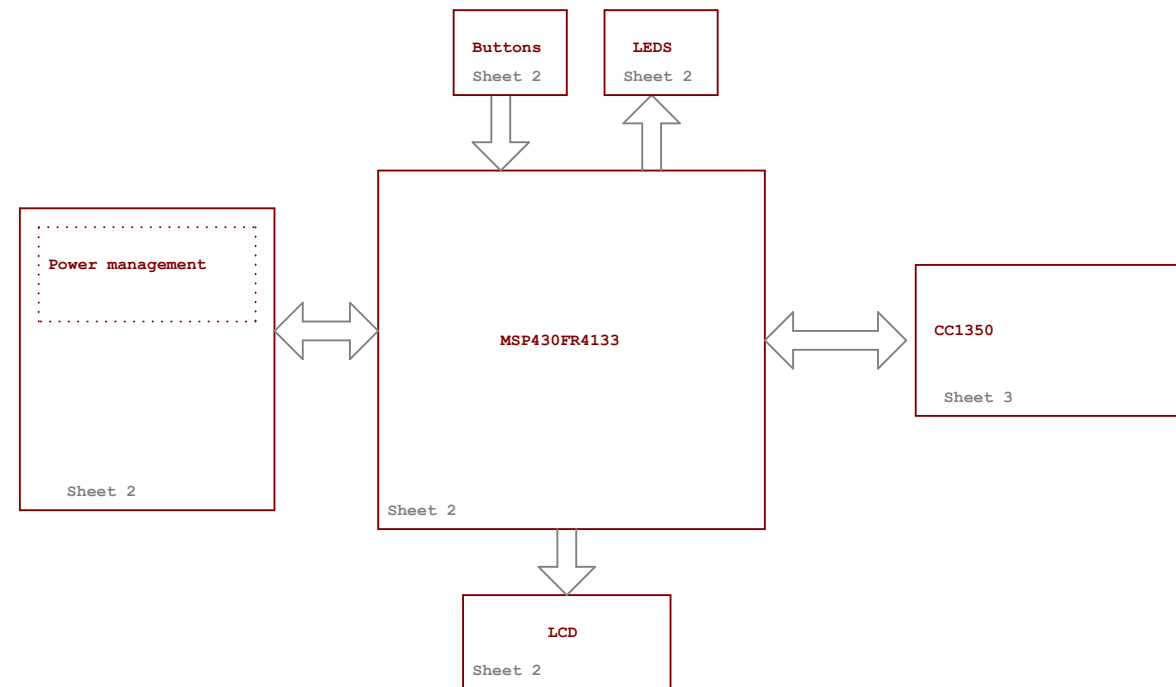 Buttons
Sheet 2
LEDS
Sheet 2
Power management
Sheet 2
MSP430FR4133
Sheet 2
CC1350
Sheet 3
LCD
Sheet 2